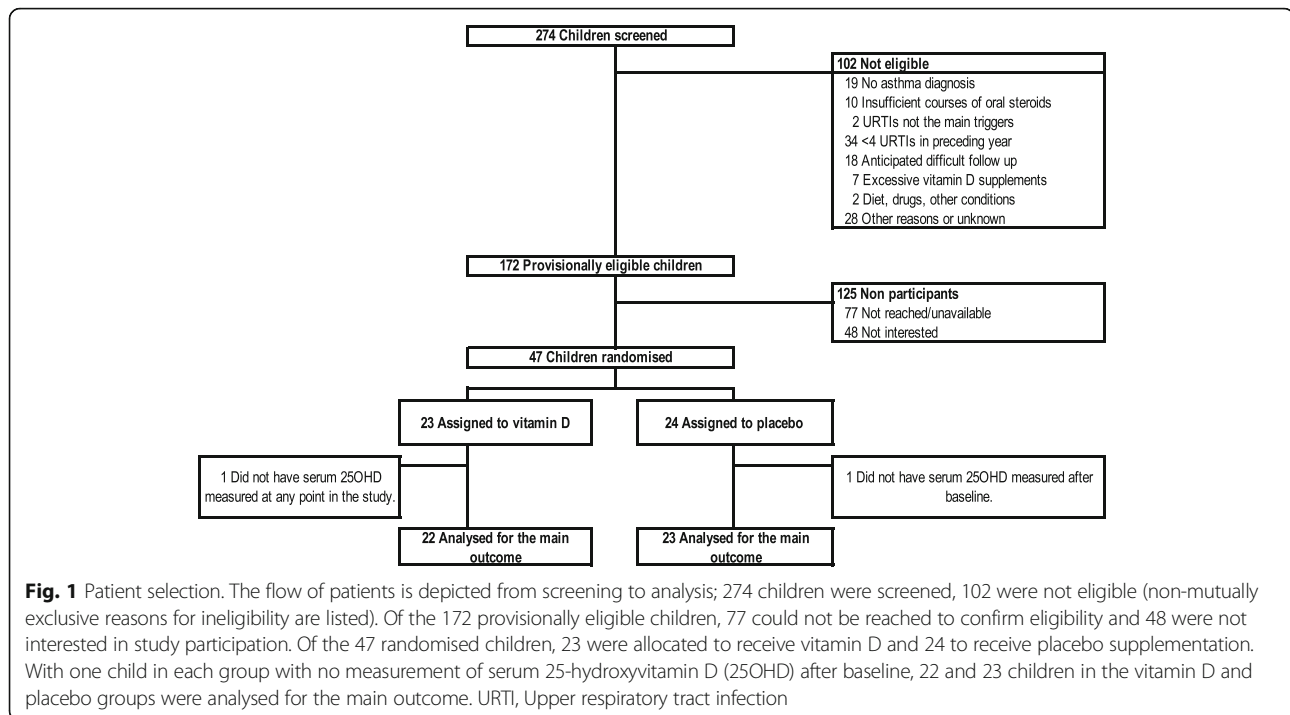 274 Children screened
102 Not eligible
19 No asthma diagnosis
10 Insufficient courses of oral steroids
2 URTIs not the main triggers
34 <4 URTIs in preceding year
18 Anticipated difficult follow up
7 Excessive vitamin D supplements
2 Diet, drugs, other conditions
28 Other reasons or unknown
172 Provisionally eligible children
125 Non participants
77 Not reached/unavailable
48 Not interested
47 Children randomised
23 Assigned to vitamin D
24 Assigned to placebo
1 Did not have serum 25OHD
measured at any point in the study.
1 Did not have serum 25OHD measured after
baseline.
22 Analysed for the main
outcome
23 Analysed for the main
outcome
Fig. 1 Patient selection. The flow of patients is depicted from screening to analysis; 274 children were screened, 102 were not eligible (non-mutually
exclusive reasons for ineligibility are listed). Of the 172 provisionally eligible children, 77 could not be reached to confirm eligibility and 48 were not
interested in study participation. Of the 47 randomised children, 23 were allocated to receive vitamin D and 24 to receive placebo supplementation.
With one child in each group with no measurement of serum 25-hydroxyvitamin D (25OHD) after baseline, 22 and 23 children in the vitamin D and
placebo groups were analysed for the main outcome. URTI, Upper respiratory tract infection